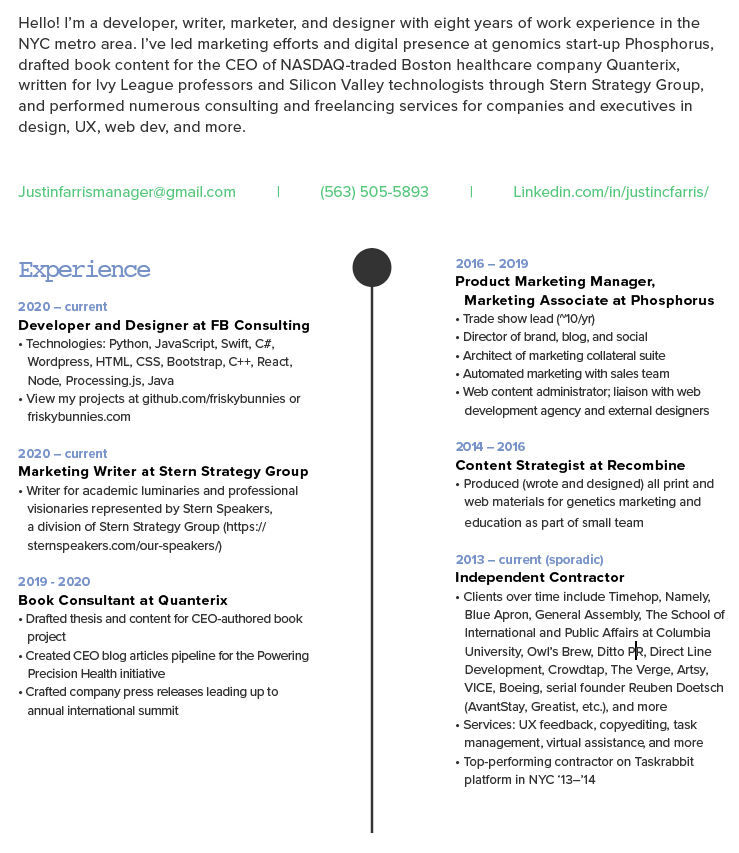 Hello! I’m a developer, writer, marketer, and designer with eight years of work experience in the
NYC metro area. I’ve led marketing efforts and digital presence at genomics start-up Phosphorus,
drafted book content for the CEO of NASDAQ-traded Boston healthcare company Quanterix,
written for Ivy League professors and Silicon Valley technologists through Stern Strategy Group,
and performed numerous consulting and freelancing services for companies and executives in
design, UX, web dev, and more.
Justinfarrismanager@gmail.com | (563) 505-5893 | Linkedin.com/in/justincfarris/
Experience
2020 – current
Developer and Designer at FB Consulting
• Technologies: Python, JavaScript, Swift, C#,
Wordpress, HTML, CSS, Bootstrap, C++, React,
Node, Processing.js, Java
• View my projects at github.com/friskybunnies or
friskybunnies.com
2020 – current
Marketing Writer at Stern Strategy Group
• Writer for academic luminaries and professional
visionaries represented by Stern Speakers,
a division of Stern Strategy Group (https://
sternspeakers.com/our-speakers/)
2019 - 2020
Book Consultant at Quanterix
• Drafted thesis and content for CEO-authored book
project
• Created CEO blog articles pipeline for the Powering
Precision Health initiative
• Crafted company press releases leading up to
annual international summit
2016 – 2019
Product Marketing Manager,
Marketing Associate at Phosphorus
• Trade show lead (~10/yr)
• Director of brand, blog, and social
• Architect of marketing collateral suite
• Automated marketing with sales team
• Web content administrator; liaison with web
development agency and external designers
2014 – 2016
Content Strategist at Recombine
• Produced (wrote and designed) all print and
web materials for genetics marketing and
education as part of small team
2013 – current (sporadic)
Independent Contractor
• Clients over time include Timehop, Namely,
Blue Apron, General Assembly, The School of
International and Public Affairs at Columbia
University, Owl’s Brew, Ditto PR, Direct Line
Development, Crowdtap, The Verge, Artsy,
VICE, Boeing, serial founder Reuben Doetsch
(AvantStay, Greatist, etc.), and more
• Services: UX feedback, copyediting, task
management, virtual assistance, and more
• Top-performing contractor on Taskrabbit
platform in NYC ‘13–’14